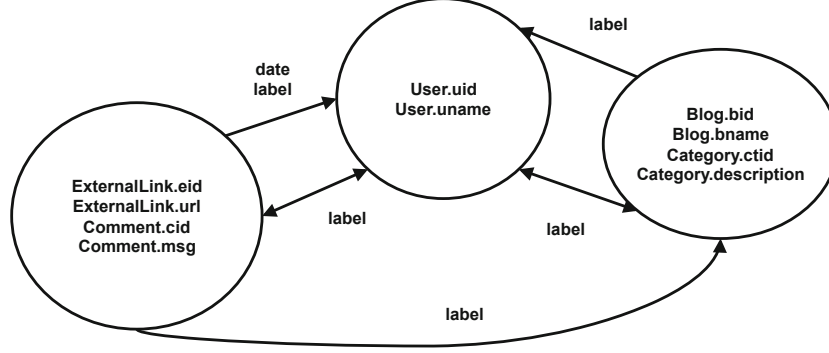 label
date
label
User.uid
User.uname
Blog.bid
Blog.bname
Category.ctid
Category.description
ExternalLink.eid
ExternalLink.url
Comment.cid
Comment.msg
label
label
label